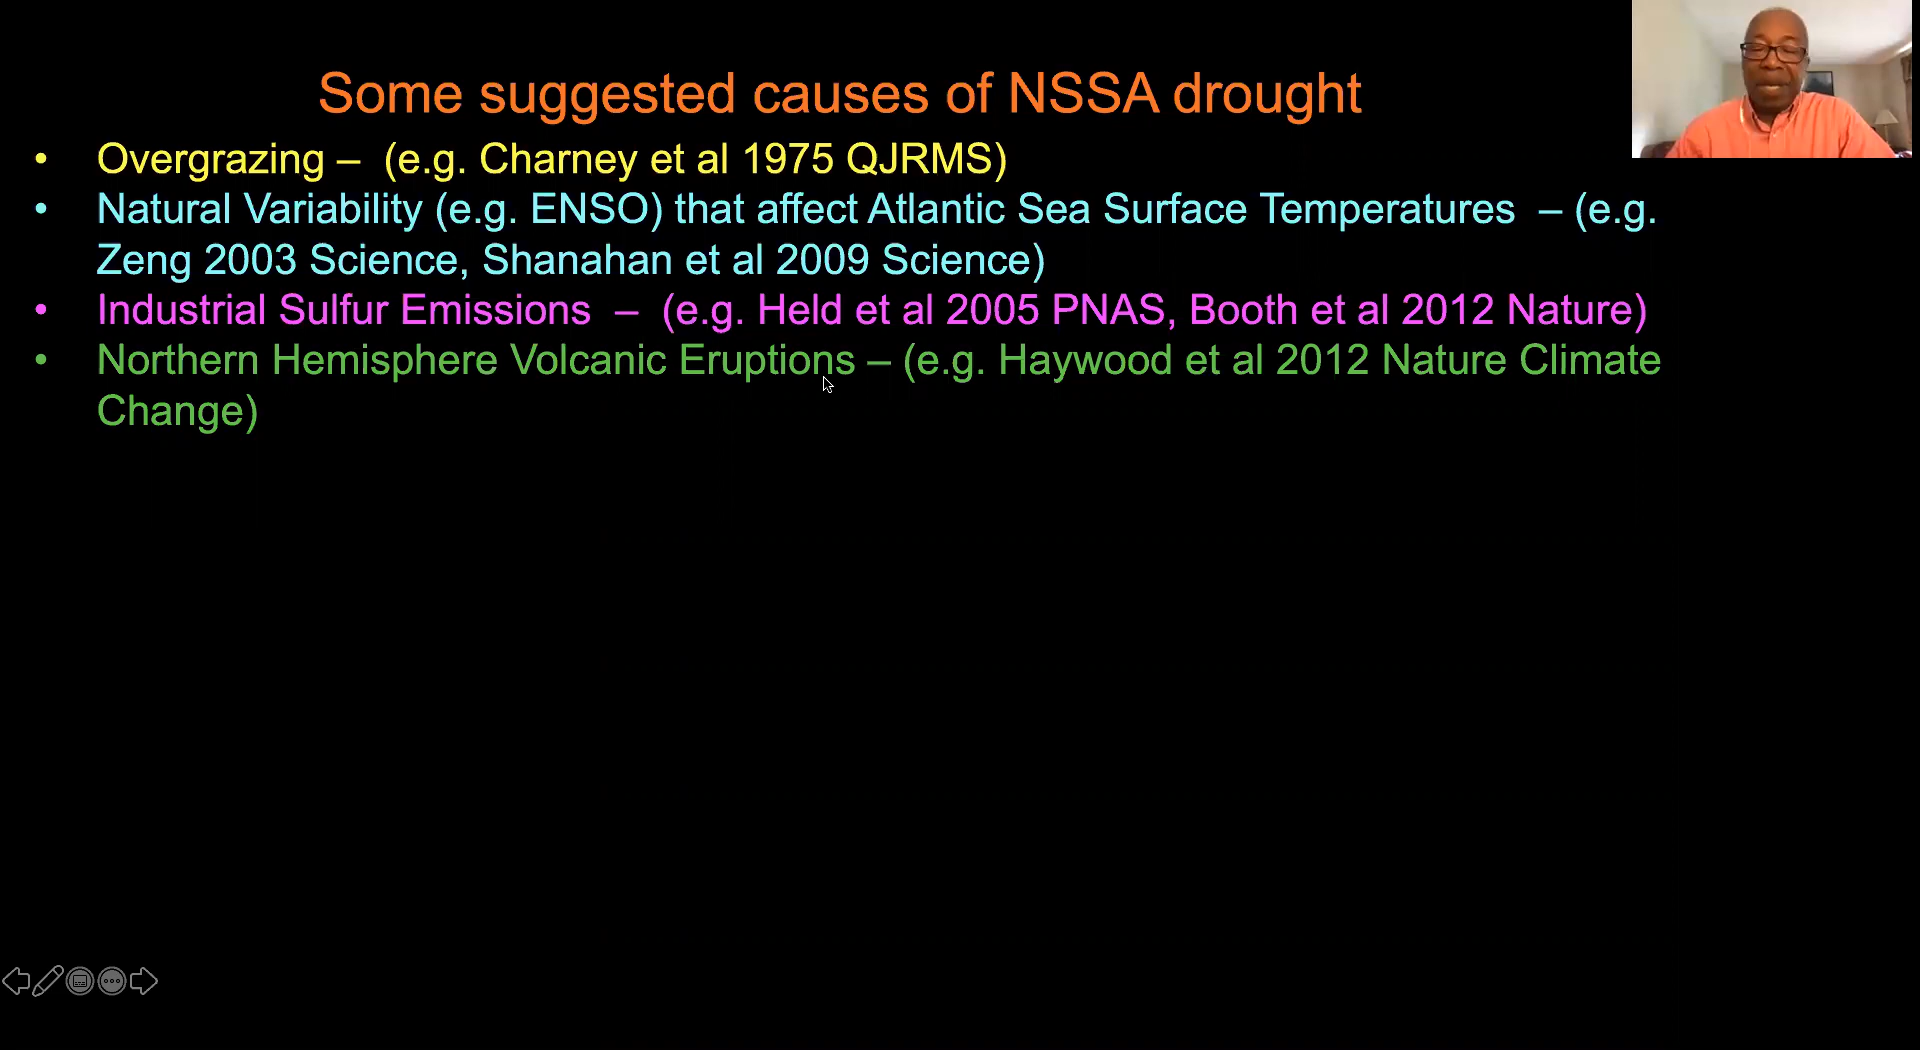 Some suggested causes of NSSA drought
• Overgrazing – (e.g. Charney et al 1975 QJRMS)
• Natural Variability (e.g. ENSO) that affect Atlantic Sea Surface Temperatures – (e.g.
Zeng 2003 Science, Shanahan et al 2009 Science)
• Industrial Sulfur Emissions – (e.g. Held et al 2005 PNAS, Booth et al 2012 Nature)
• Northern Hemisphere Volcanic Eruptions – (e.g. Haywood et al 2012 Nature Climate
Change)